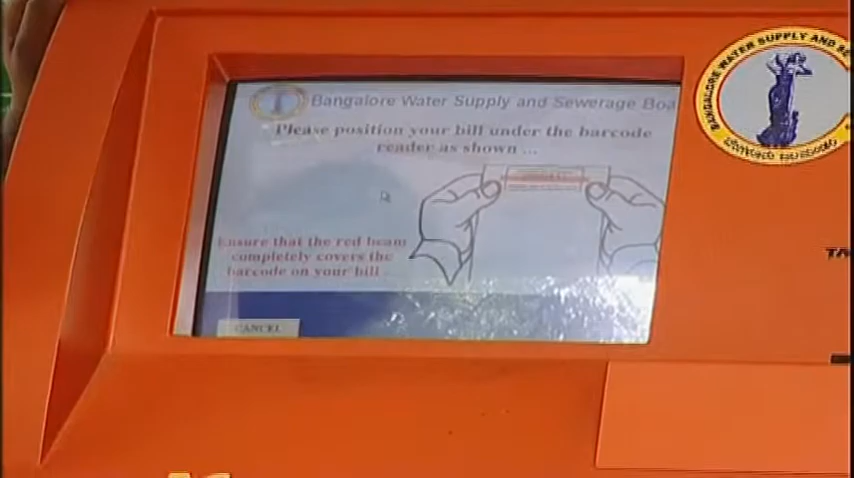 Bangalore Water Supply and Sewerage Boa
Please position your bill under the barcode
reader as shown ...
Ensure that the red beam
completely covers the
barcode on your bill
CANCEL
BANGALORE WATER SUPPLY AND SE